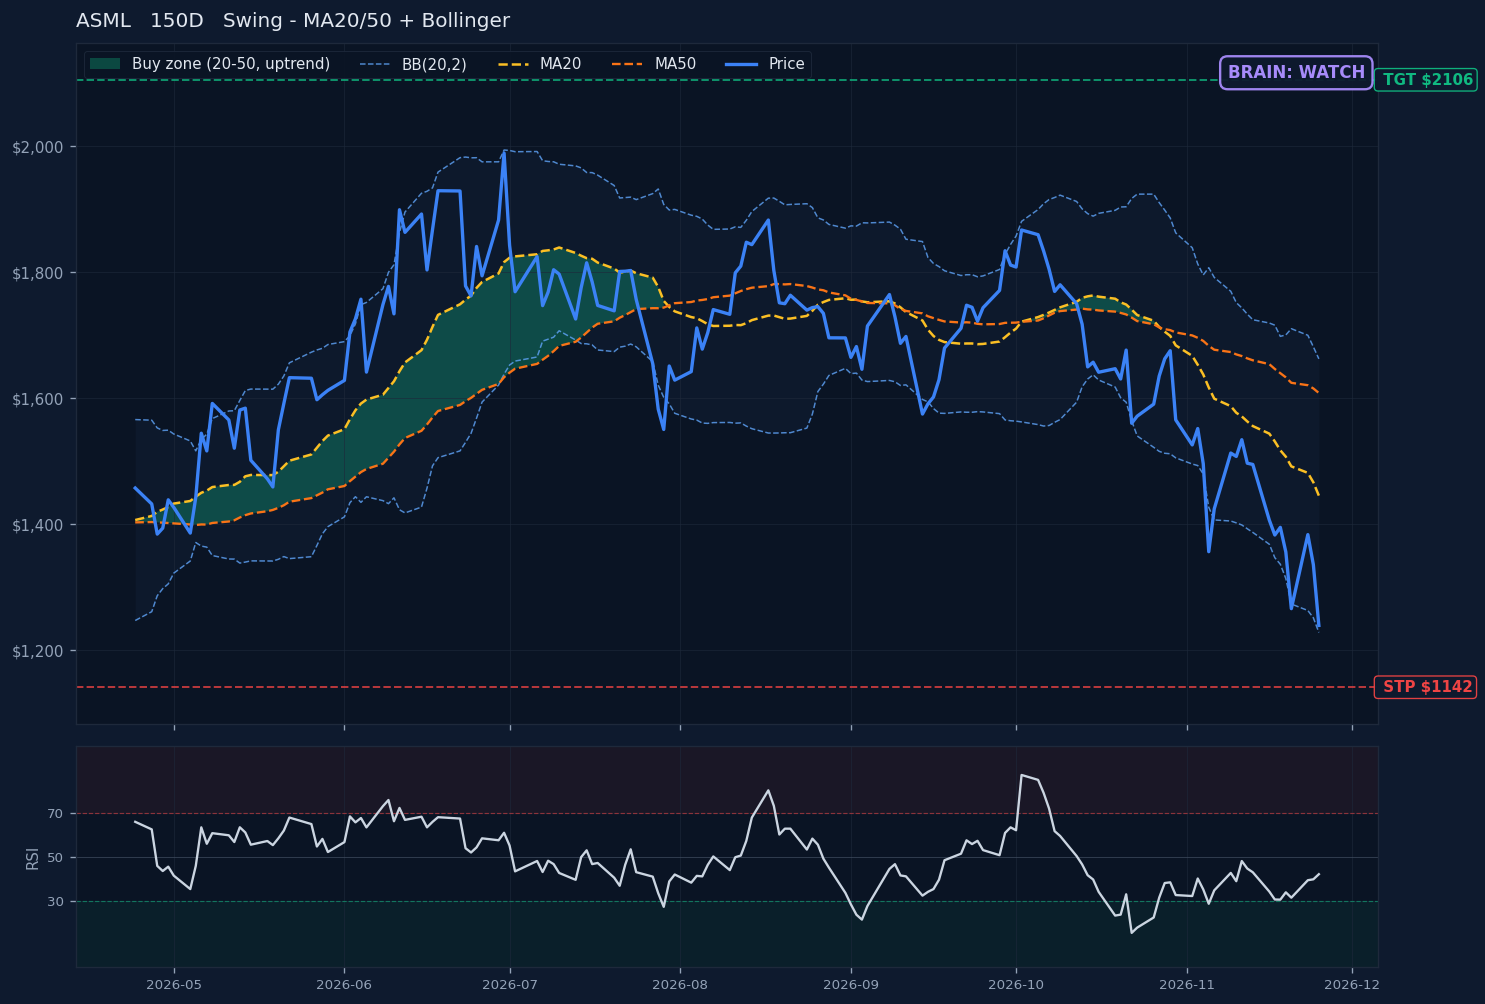 ASML 150D Swing - MA20/50 + Bollinger
Buy zone (20-50, uptrend) BB(20,2) MA20 MA50 Price
BRAIN: WATCH
TGT $2106
$2,000
$1,800
$1,600
$1,400
$1,200
STP $1142
70
50
30
RSI
2026-05 2026-06 2026-07 2026-08 2026-09 2026-10 2026-11 2026-12